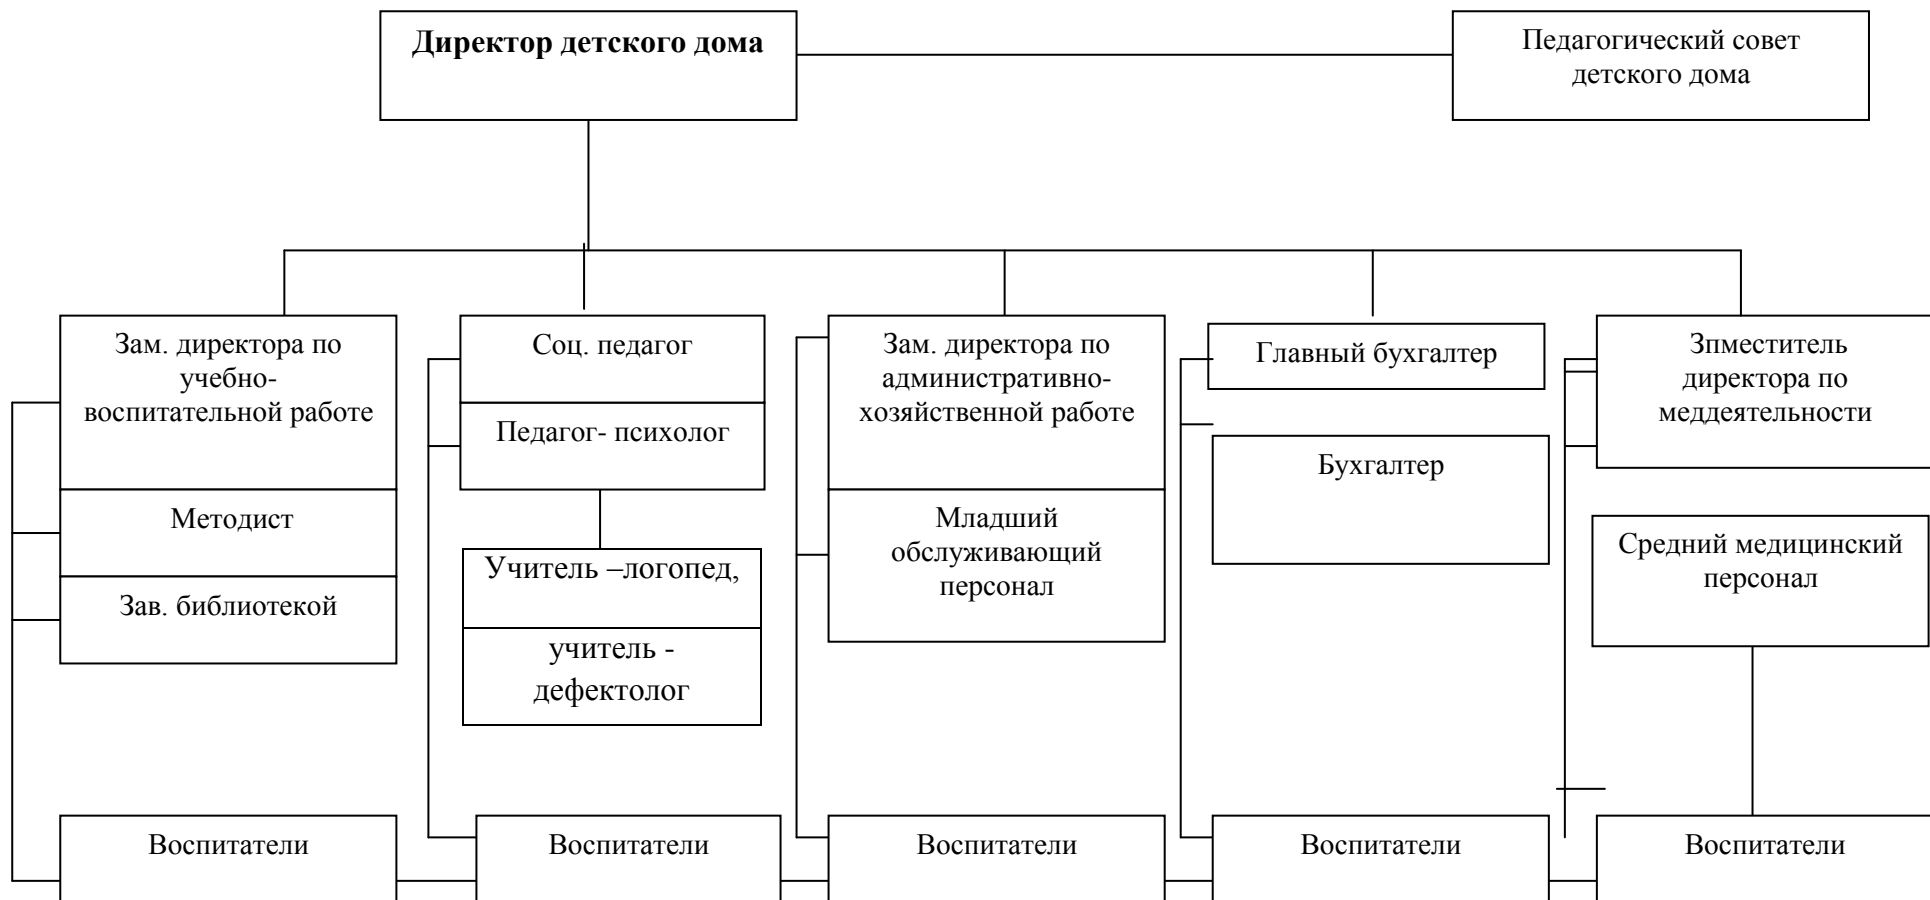 Директор детского дома
Педагогический совет
детского дома
Зам. директора по
учебно-
воспитательной работе
Методист
Зав. библиотекой
Соц. педагог
Педагог- психолог
Учитель –логопед,
учитель -
дефектолог
Зам. директора по
административно-
хозяйственной работе
Младший
обслуживающий
персонал
Главный бухгалтер
Бухгалтер
Зпместитель
директора по
меддеятельности
Средний медицинский
персонал
Воспитатели
Воспитатели
Воспитатели
Воспитатели
Воспитатели